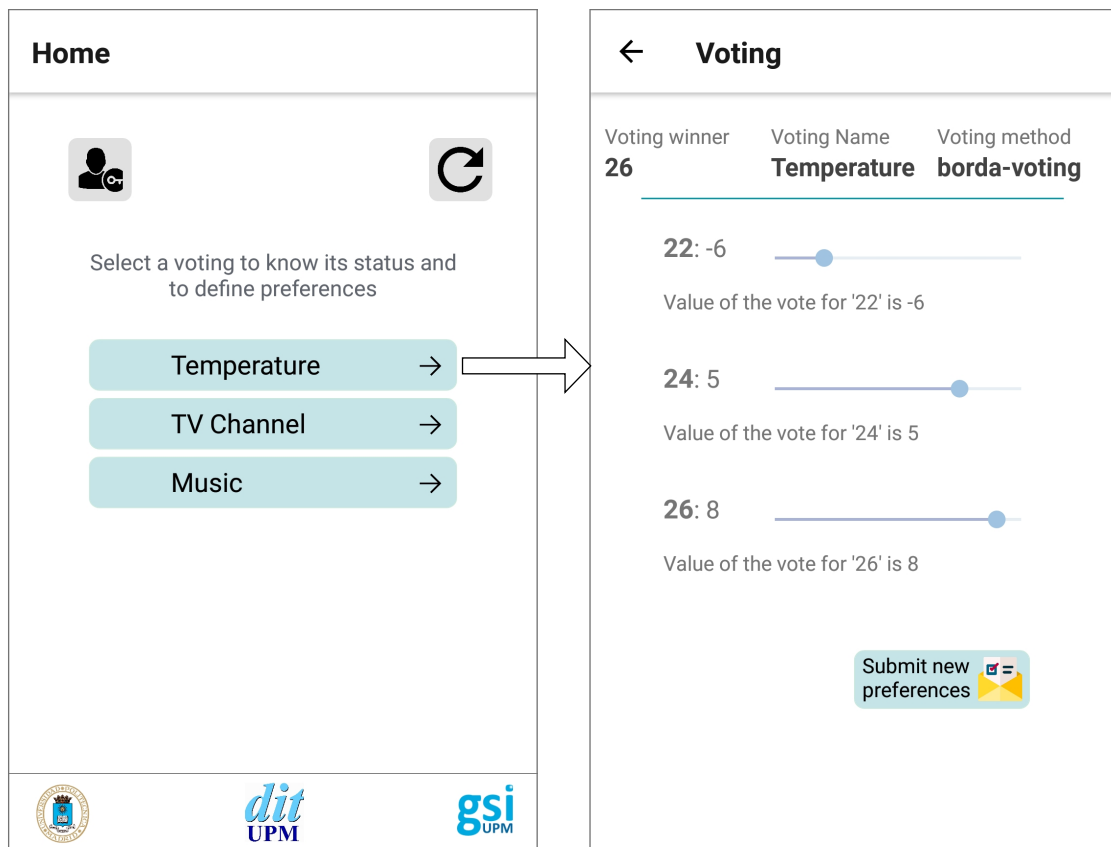 Home
Select a voting to know its status and
to define preferences
Temperature
TV Channel
Music
dit
UPM
gsi
UPM
Voting
Voting winner Voting Name Voting method
26 Temperature borda-voting
22: -6
Value of the vote for '22' is -6
24: 5
Value of the vote for '24' is 5
26: 8
Value of the vote for '26' is 8
Submit new
preferences